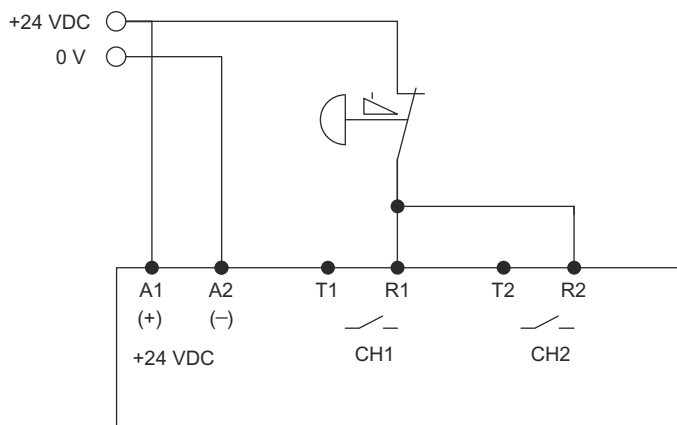 +24 VDC
0 V
A1 A2 T1 R1 T2 R2
(+) (–)
CH1 CH2
+24 VDC